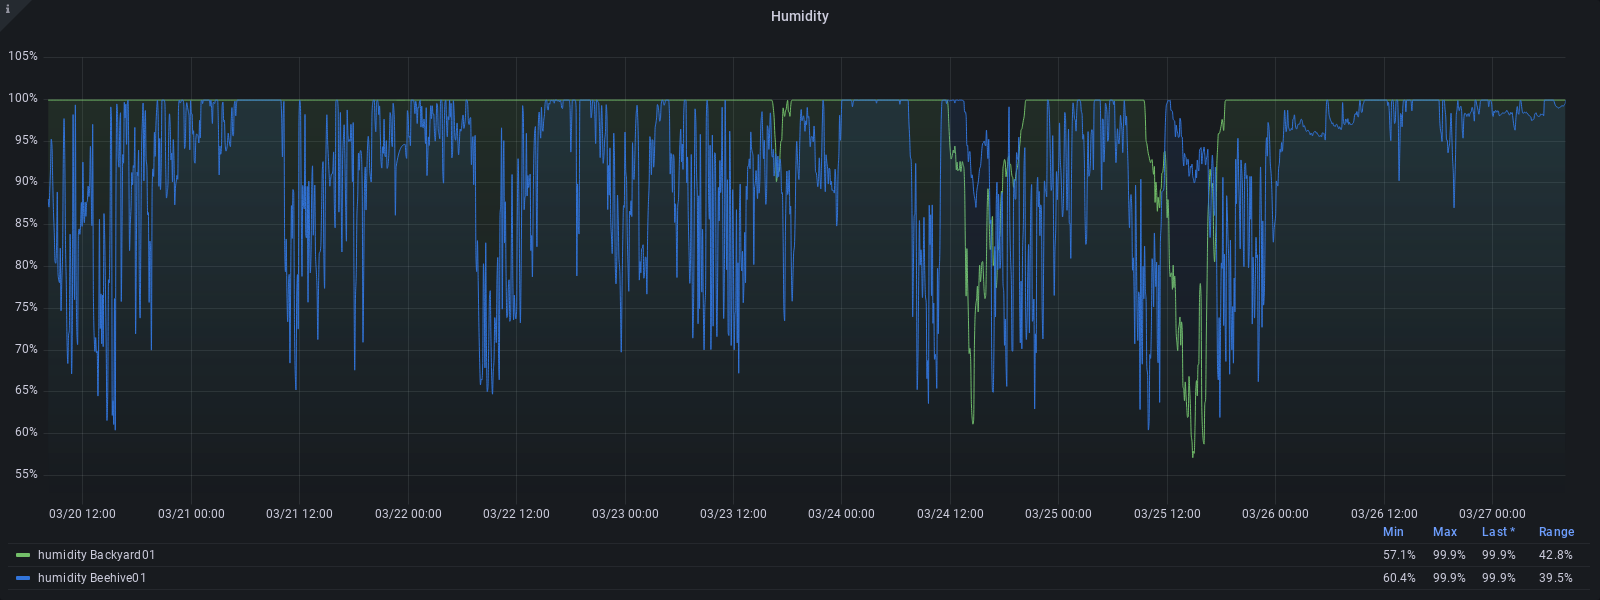 i
Humidity
105%
100%
95%
90%
85%
80%
75%
70%
65%
60%
55%
03/20 12:00 03/21 00:00 03/21 12:00 03/22 00:00 03/22 12:00 03/23 00:00 03/23 12:00 03/24 00:00 03/24 12:00 03/25 00:00 03/25 12:00 03/26 00:00 03/26 12:00 03/27 00:00
Min Max Last * Range
humidity Backyard01 57.1% 99.9% 99.9% 42.8%
humidity Beehive01 60.4% 99.9% 99.9% 39.5%